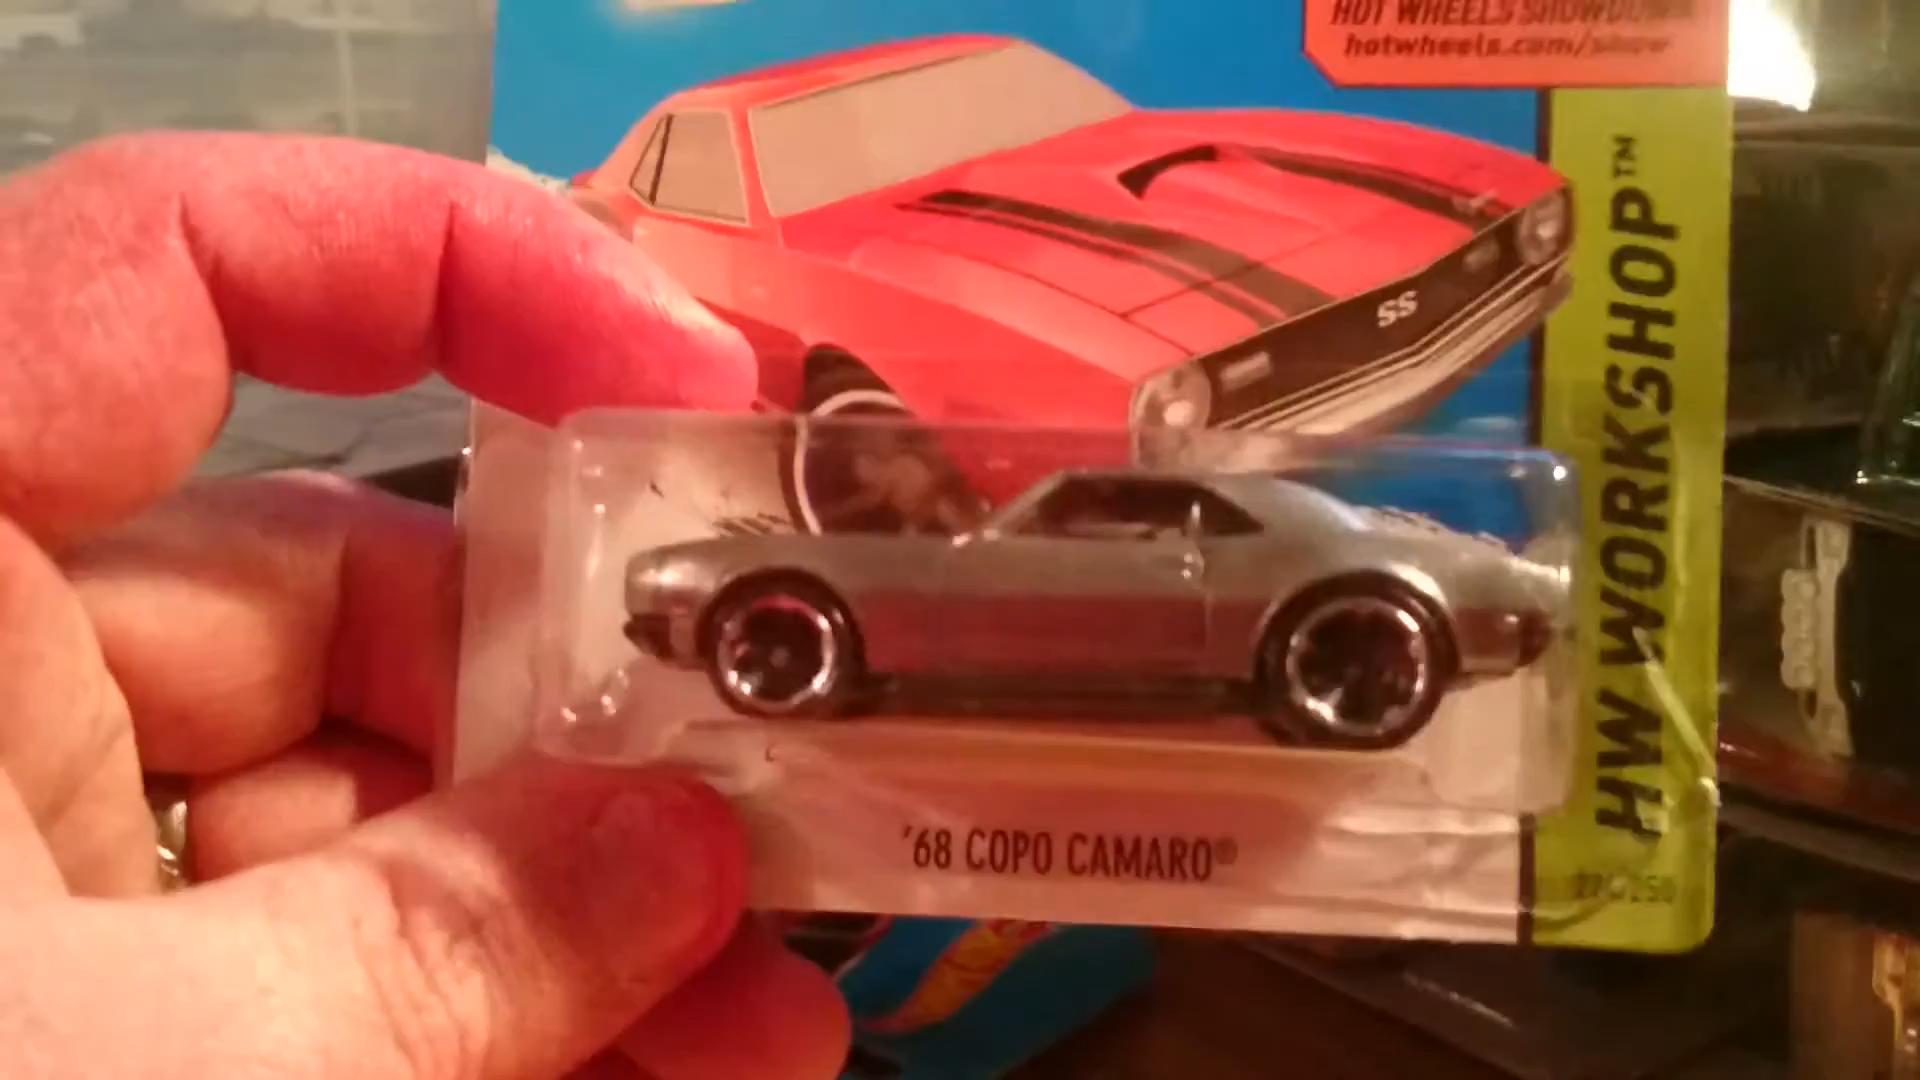 HOT WHEELS SHOWDOWN
hotwheels.com/show
SS
HW WORKSHOP™
'68 COPO CAMARO®